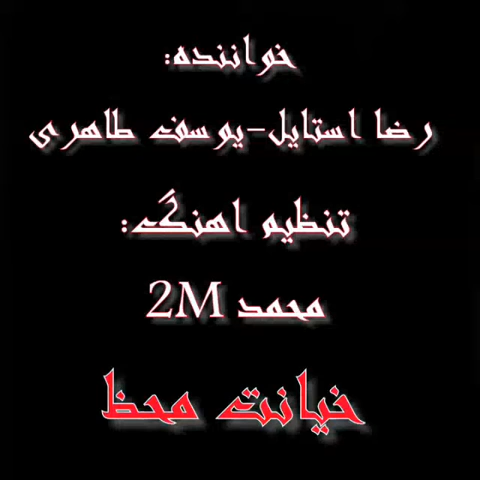 خواننده:
رضا استایل-یوسف طاهری
تنظیم اهنگ:
محمد 2M
خیانت محظ